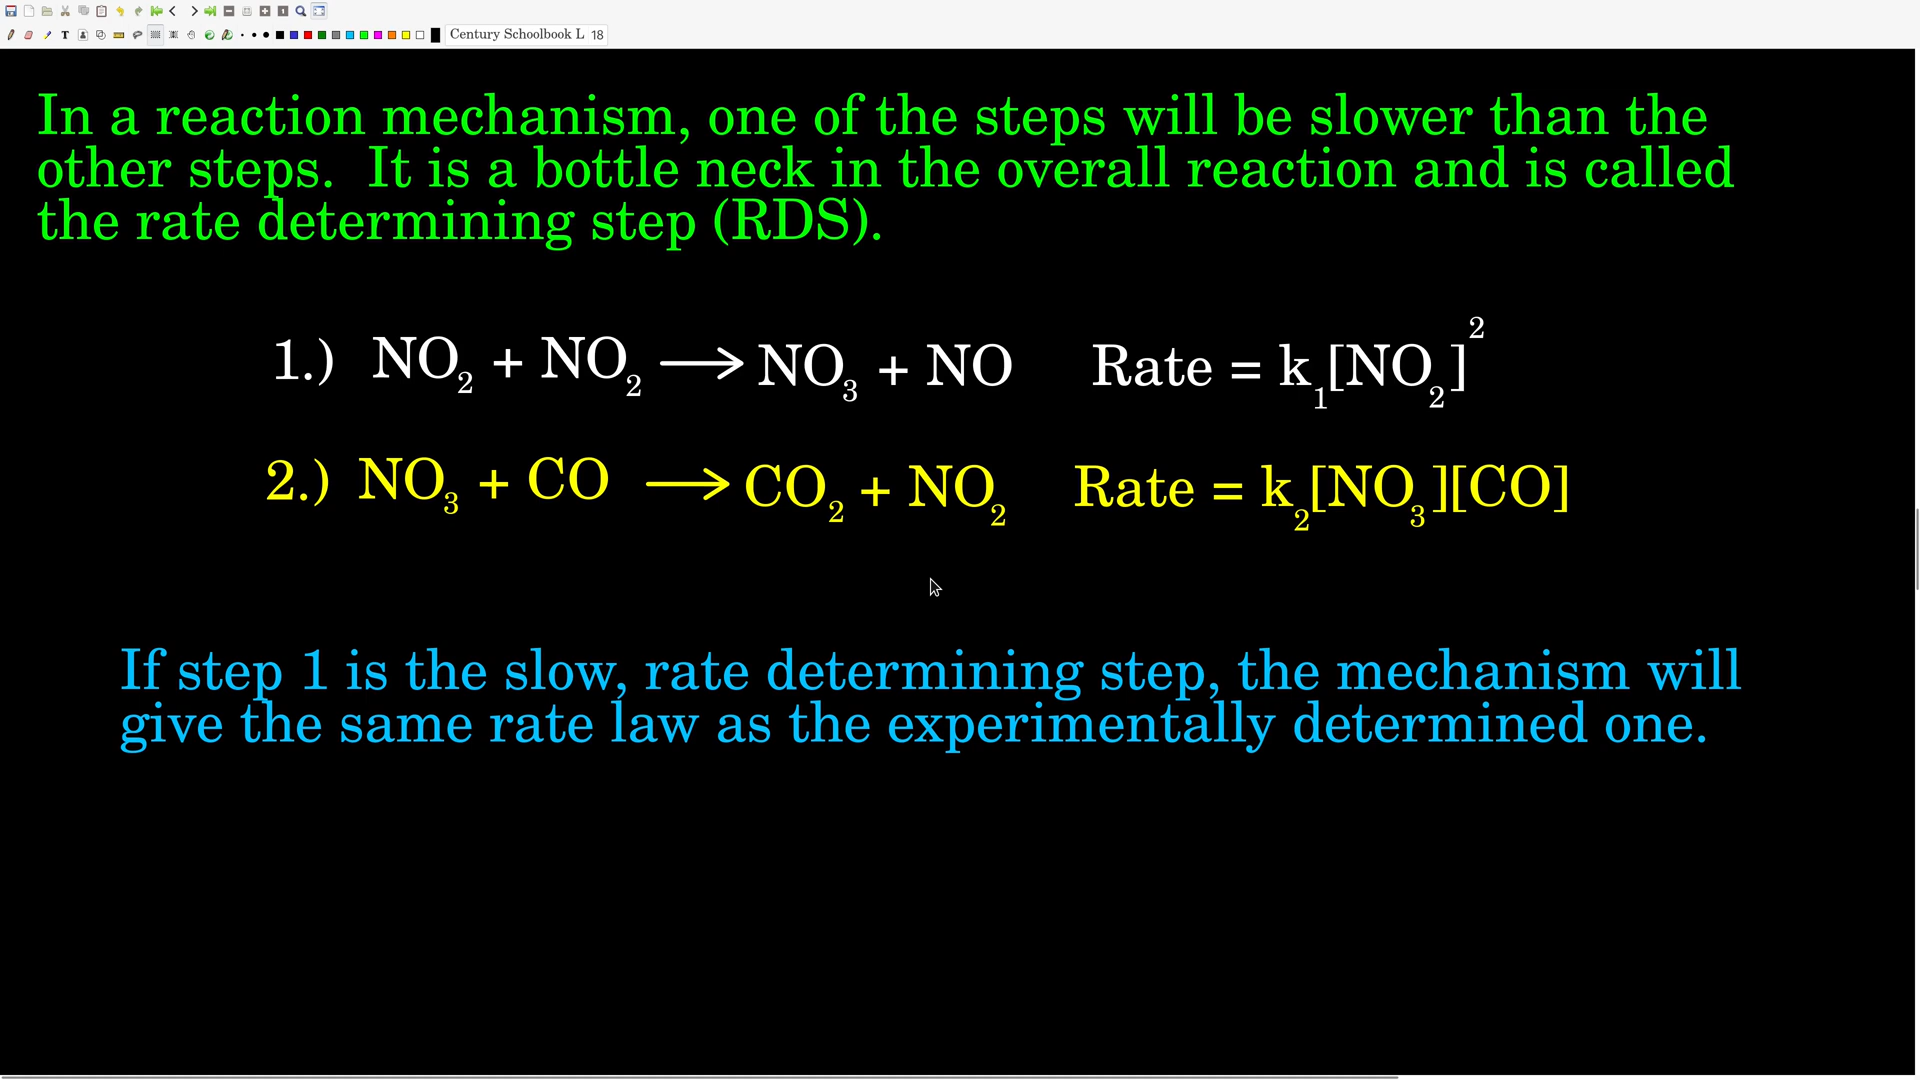 T Century Schoolbook L 18
In a reaction mechanism, one of the steps will be slower than the
other steps. It is a bottle neck in the overall reaction and is called
the rate determining step (RDS).
1.) NO₂ + NO₂ ⟶ NO₃ + NO Rate = k₁[NO₂]²
2.) NO₃ + CO ⟶ CO₂ + NO₂ Rate = k₂[NO₃][CO]
If step 1 is the slow, rate determining step, the mechanism will
give the same rate law as the experimentally determined one.